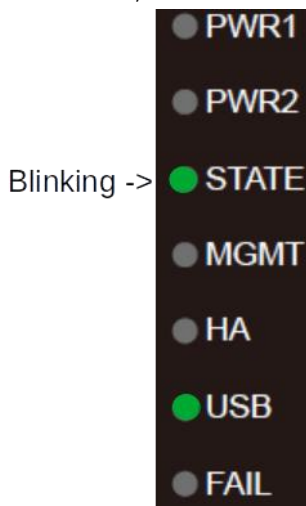 PWR1
PWR2
Blinking -> STATE
MGMT
HA
USB
FAIL